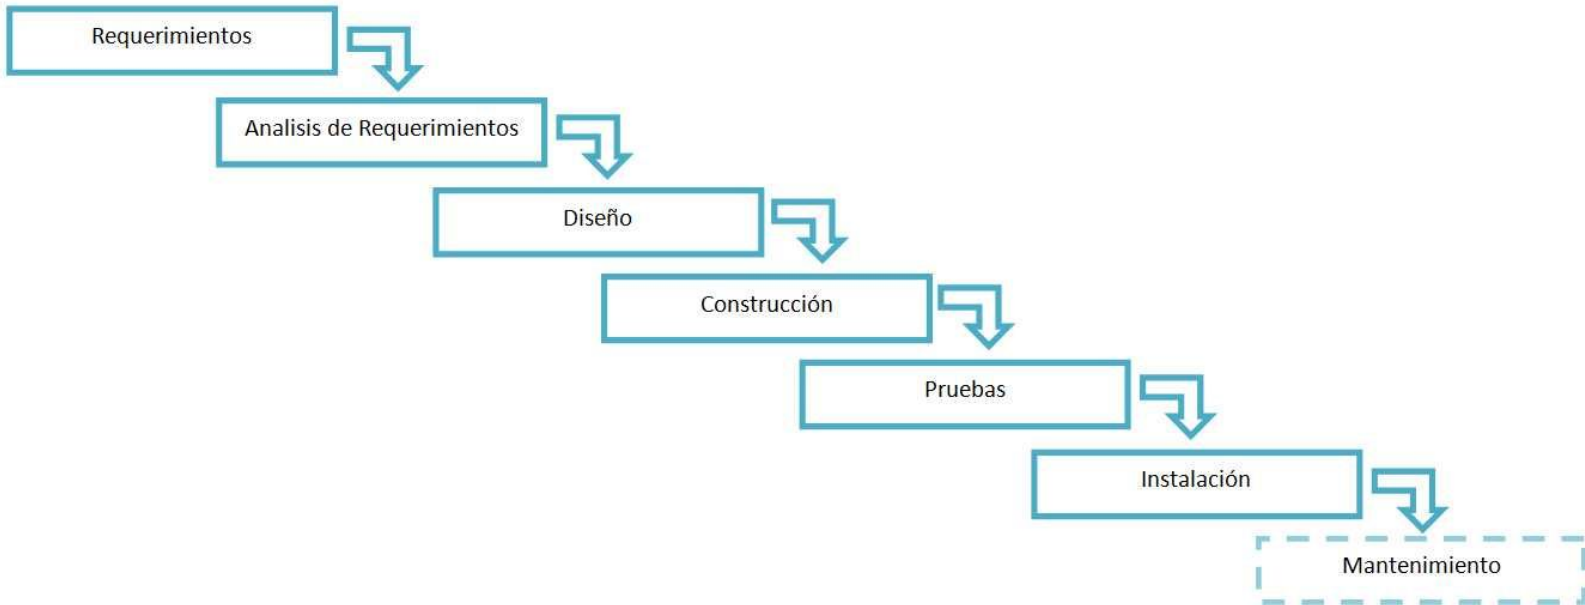 Requerimientos
Analisis de Requerimientos
Diseño
Construcción
Pruebas
Instalación
Mantenimiento